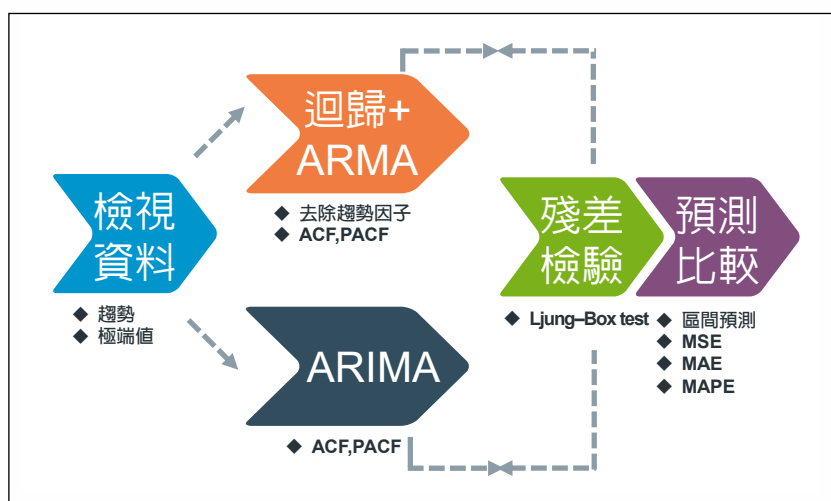 檢視
資料
◆ 趨勢
◆ 極端值
迴歸+
ARMA
◆ 去除趨勢因子
◆ ACF,PACF
ARIMA
◆ ACF,PACF
殘差
檢驗
◆ Ljung–Box test
預測
比較
◆ 區間預測
◆ MSE
◆ MAE
◆ MAPE